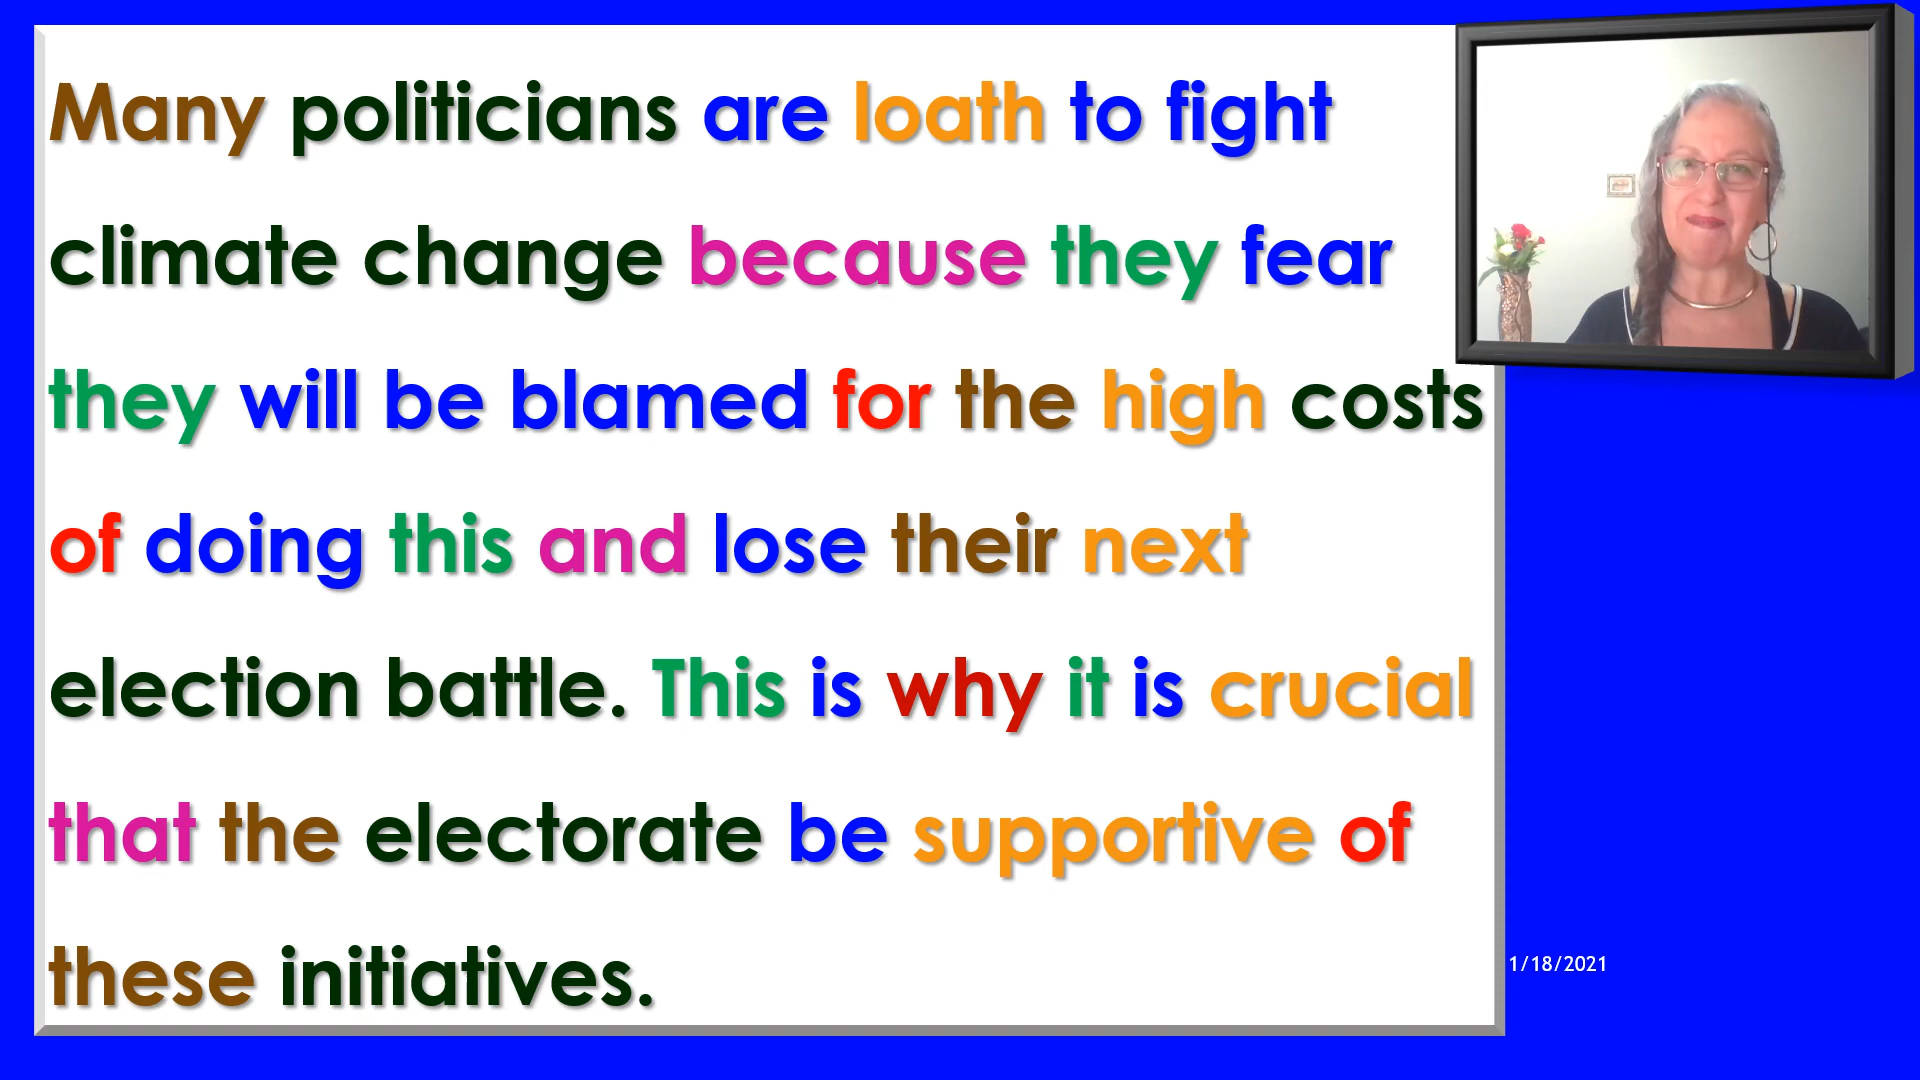 Many politicians are loath to fight
climate change because they fear
they will be blamed for the high costs
of doing this and lose their next
election battle. This is why it is crucial
that the electorate be supportive of
these initiatives.
1/18/2021